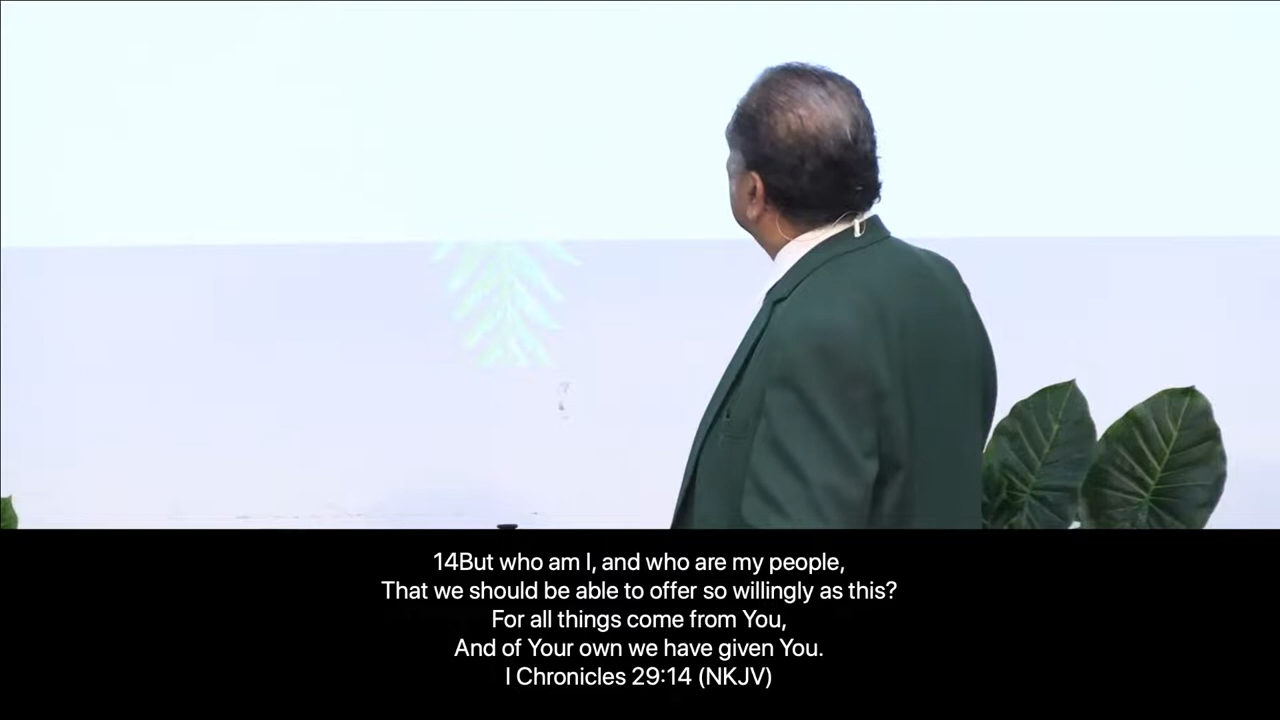 14But who am I, and who are my people,
That we should be able to offer so willingly as this?
For all things come from You,
And of Your own we have given You.
I Chronicles 29:14 (NKJV)